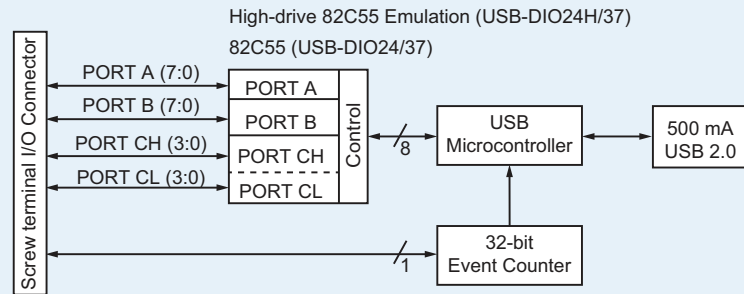 High-drive 82C55 Emulation (USB-DIO24H/37)
82C55 (USB-DIO24/37)
Screw terminal I/O Connector
PORT A (7:0)
PORT B (7:0)
PORT CH (3:0)
PORT CL (3:0)
PORT A
PORT B
PORT CH
PORT CL
Control
8
USB
Microcontroller
500 mA
USB 2.0
1
32-bit
Event Counter